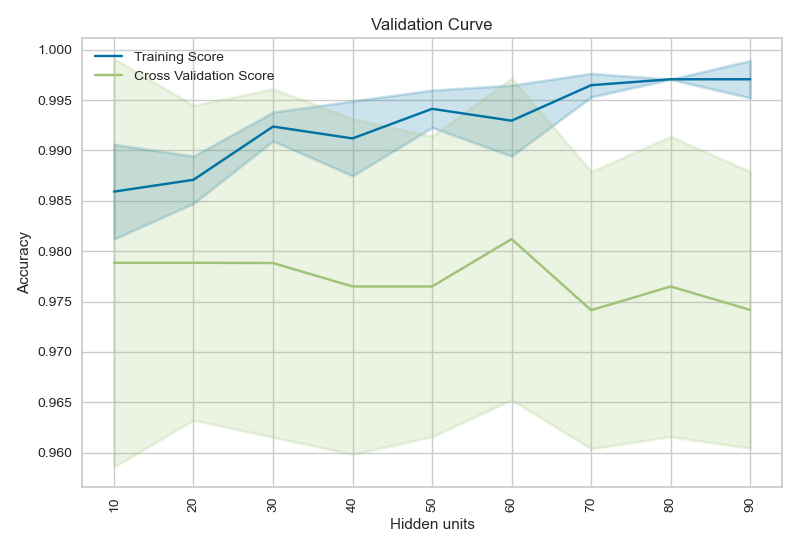 Validation Curve
Training Score
Cross Validation Score
1.000
0.995
0.990
0.985
0.980
0.975
0.970
0.965
0.960
Accuracy
10 20 30 40 50 60 70 80 90
Hidden units